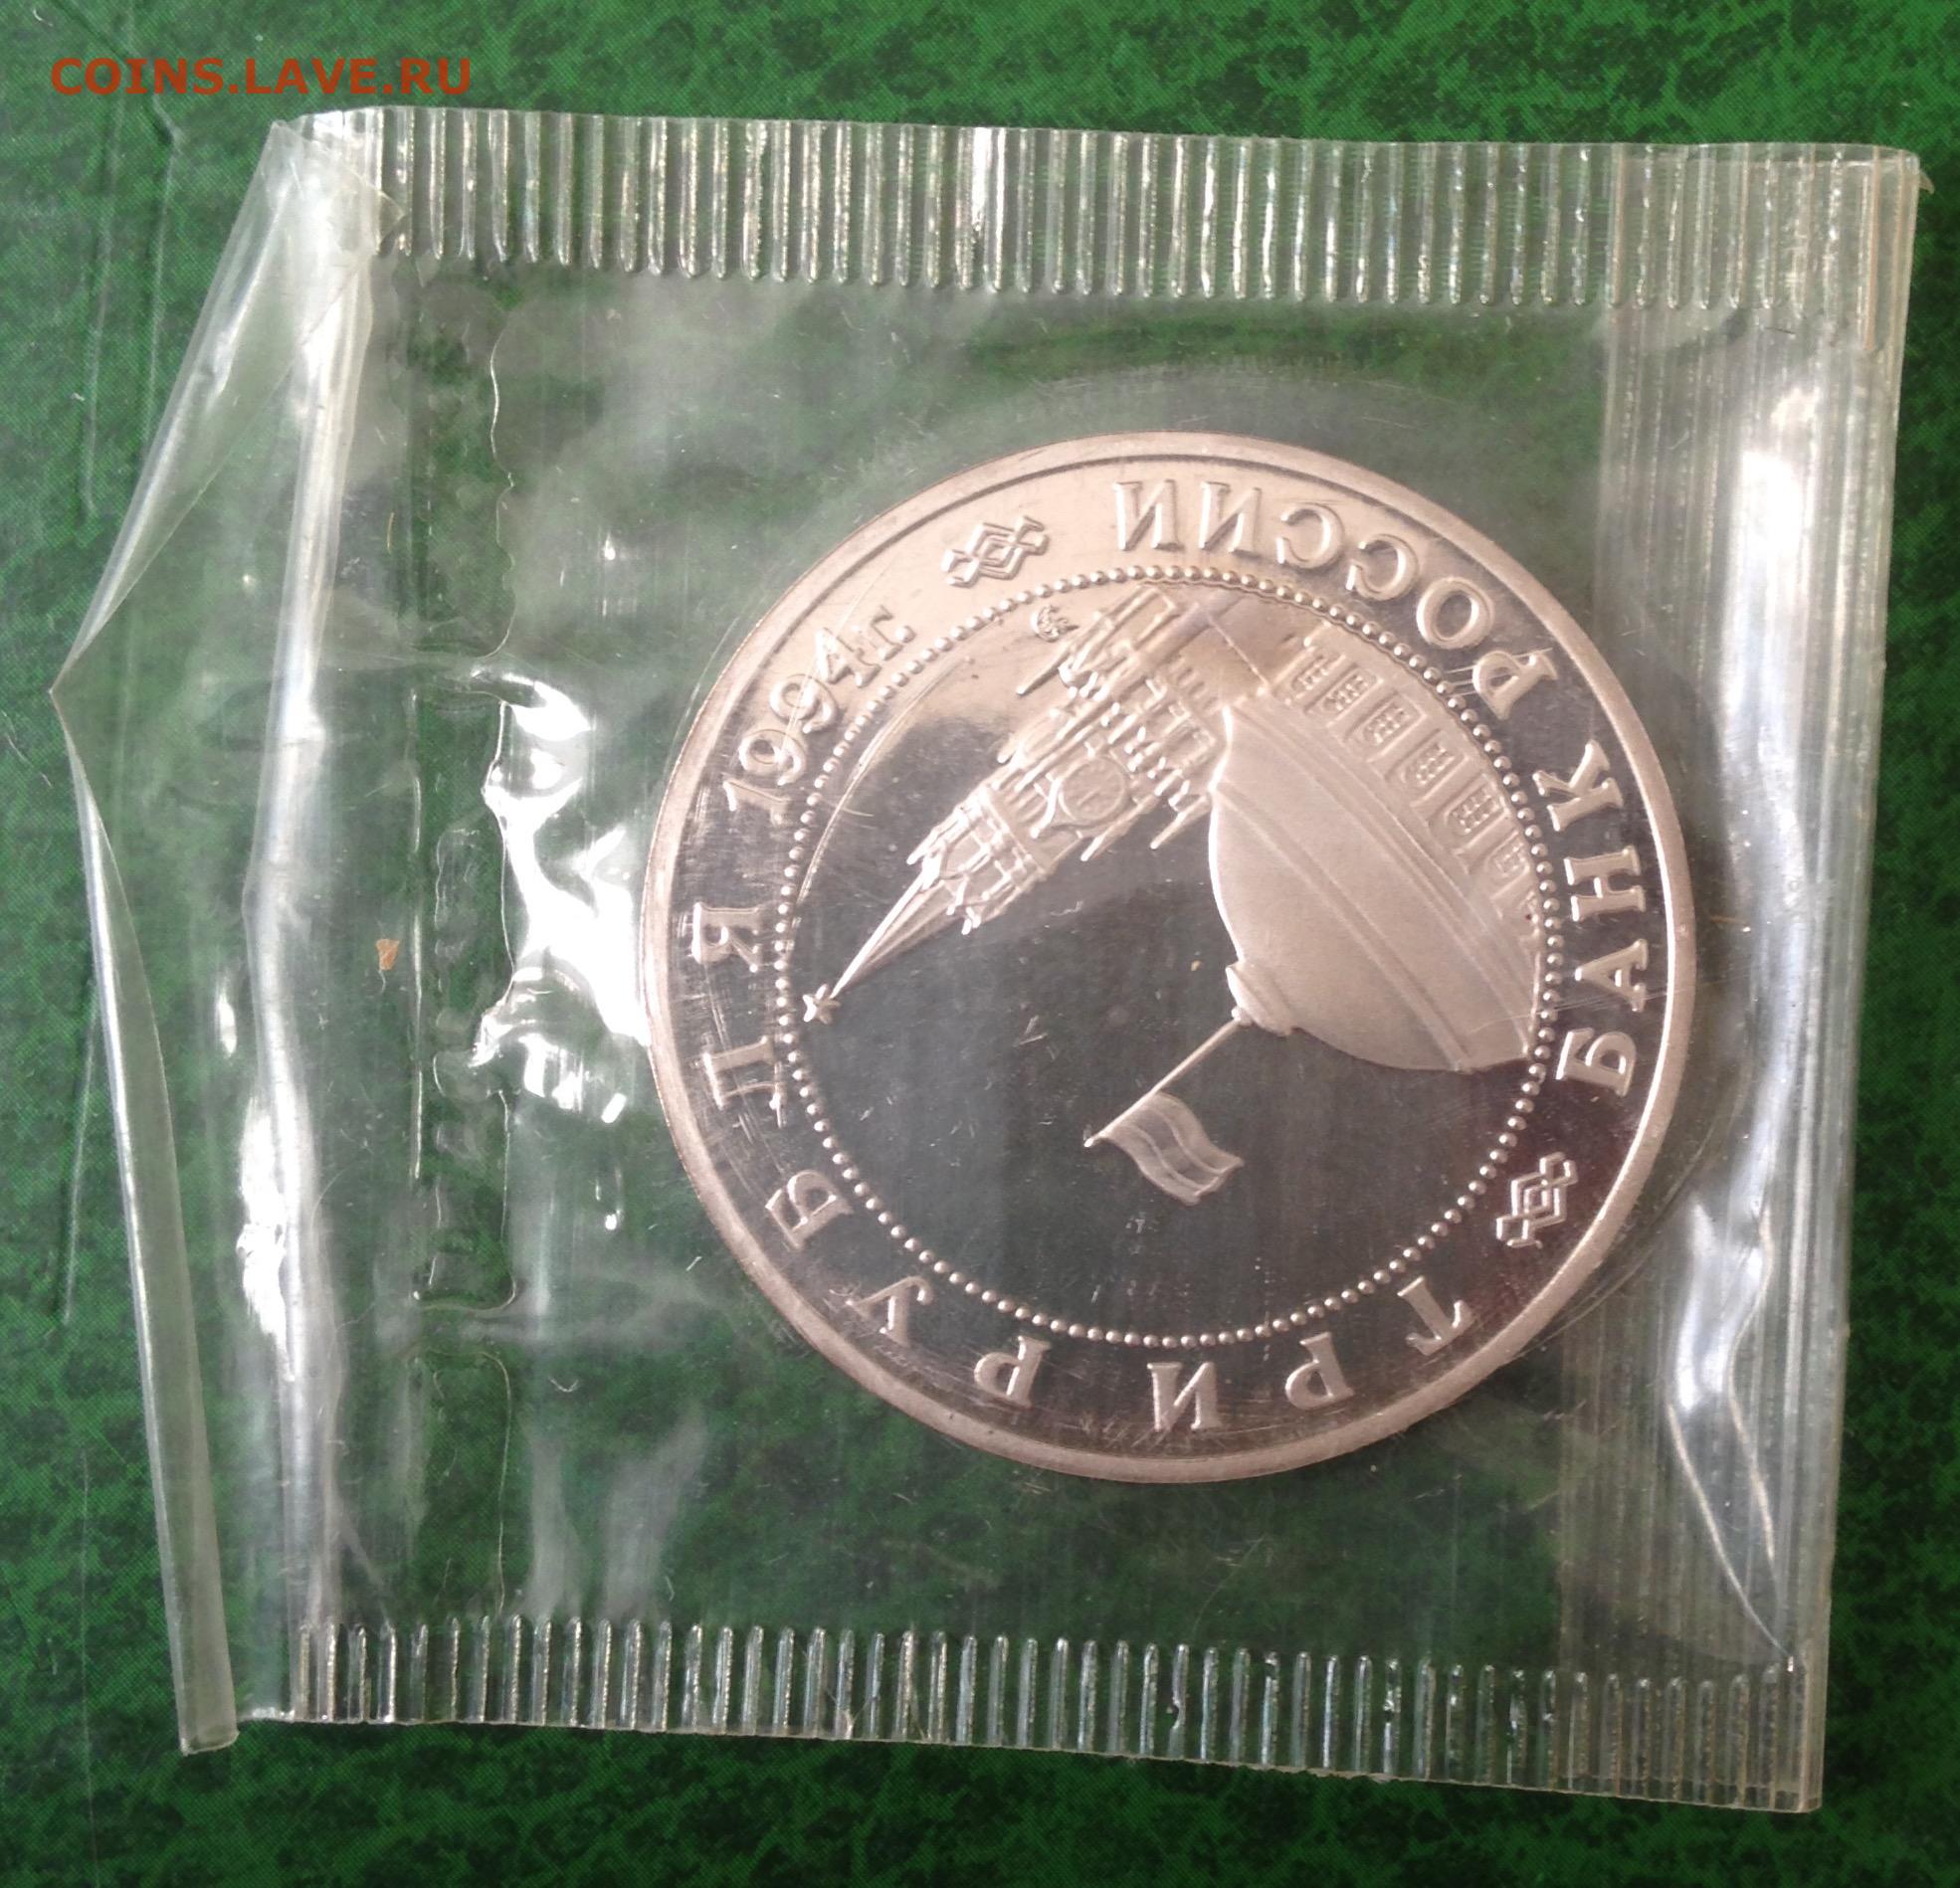 COINS.LAVE.RU
БАНК РОССИИ
ТРИ РУБЛЯ 1994г.